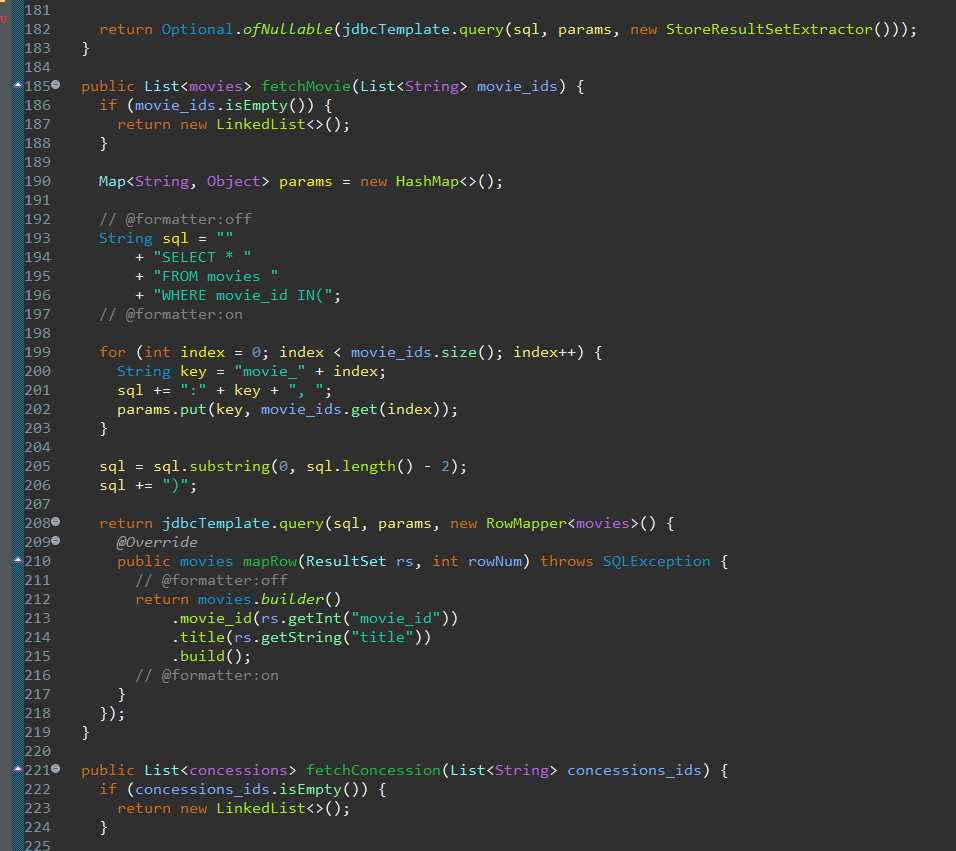 181
182 return Optional.ofNullable(jdbcTemplate.query(sql, params, new StoreResultSetExtractor()));
183 }
184
185 public List<movies> fetchMovie(List<String> movie_ids) {
186 if (movie_ids.isEmpty()) {
187 return new LinkedList<>();
188 }
189
190 Map<String, Object> params = new HashMap<>();
191
192 // @formatter:off
193 String sql = ""
194 + "SELECT * "
195 + "FROM movies "
196 + "WHERE movie_id IN(";
197 // @formatter:on
198
199 for (int index = 0; index < movie_ids.size(); index++) {
200 String key = "movie_" + index;
201 sql += ":" + key + ", ";
202 params.put(key, movie_ids.get(index));
203 }
204
205 sql = sql.substring(0, sql.length() - 2);
206 sql += ")";
207
208 return jdbcTemplate.query(sql, params, new RowMapper<movies>() {
209 @Override
210 public movies mapRow(ResultSet rs, int rowNum) throws SQLException {
211 // @formatter:off
212 return movies.builder()
213 .movie_id(rs.getInt("movie_id"))
214 .title(rs.getString("title"))
215 .build();
216 // @formatter:on
217 }
218 });
219 }
220
221 public List<concessions> fetchConcession(List<String> concessions_ids) {
222 if (concessions_ids.isEmpty()) {
223 return new LinkedList<>();
224 }
225